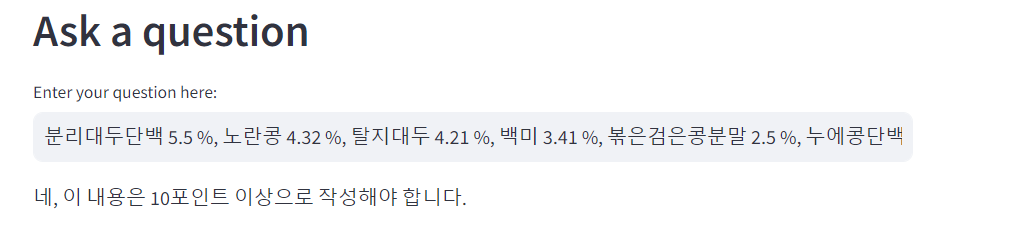 Ask a question
Enter your question here:
분리대두단백 5.5 %, 노란콩 4.32 %, 탈지대두 4.21 %, 백미 3.41 %, 볶은검은콩분말 2.5 %, 누에콩단백
네, 이 내용은 10포인트 이상으로 작성해야 합니다.